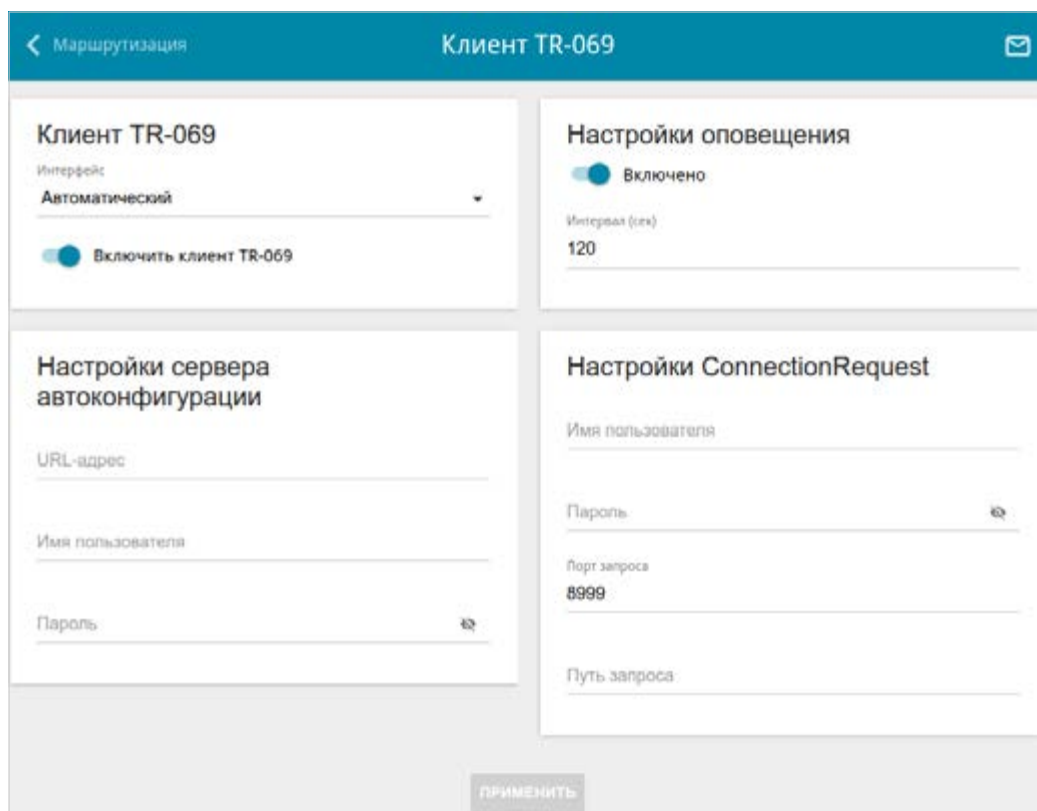 Маршрутизация
Клиент TR-069
Клиент TR-069
Интерфейс
Автоматический
Включить клиент TR-069
Настройки оповещения
Включено
Интервал (сек)
120
Настройки сервера
автоконфигурации
URL-адрес
Имя пользователя
Пароль
Настройки ConnectionRequest
Имя пользователя
Пароль
Порт запроса
8999
Путь запроса
ПРИМЕНИТЬ